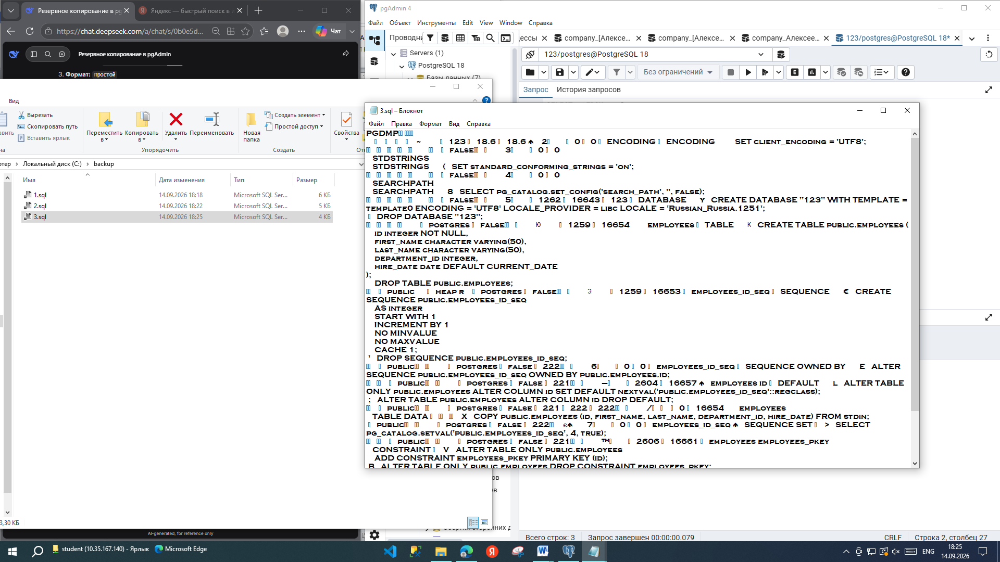 Резервное копирование в pg
Яндекс — быстрый поиск в и
https://chat.deepseek.com/a/chat/s/0b0e5d...
Чат
Резервное копирование в pgAdmin
3. Формат: Простой
Вид
Вырезать
Скопировать путь
Вставить ярлык
Переместить в
Копировать в
Удалить
Переименовать
Упорядочить
Новая папка
Создать элемент
Простой доступ
Создать
Свойства
Локальный диск (C:) > backup
Имя
Дата изменения
Тип
Размер
1.sql 14.09.2026 18:18 Microsoft SQL Ser... 6 КБ
2.sql 14.09.2026 18:22 Microsoft SQL Ser... 5 КБ
3.sql 14.09.2026 18:25 Microsoft SQL Ser... 4 КБ
3,30 КБ
AI-generated, for reference only
pgAdmin 4
Файл Объект Инструменты Edit View Window Справка
Проводни
ессы
company_[Алексе...
company_[Алексе...
company_Алексее...
123/postgres@PostgreSQL 18*
Servers (1)
PostgreSQL 18
Базы данных (7)
123/postgres@PostgreSQL 18
Без ограничений
Запрос
История запросов
3.sql – Блокнот
Файл Правка Формат Вид Справка
PGDMP
~ 123 18.6 18.6 2 0 0 ENCODING ENCODING SET client_encoding = 'UTF8';
false 3 0 0
STDSTRINGS
STDSTRINGS ( SET standard_conforming_strings = 'on';
false 4 0 0
SEARCHPATH
SEARCHPATH 8 SELECT pg_catalog.set_config('search_path', '', false);
false 5 1262 16643 123 DATABASE y CREATE DATABASE "123" WITH TEMPLATE =
template0 ENCODING = 'UTF8' LOCALE_PROVIDER = libc LOCALE = 'Russian_Russia.1251';
DROP DATABASE "123";
postgres false Ю 1259 16654 employees TABLE К CREATE TABLE public.employees (
id integer NOT NULL,
first_name character varying(50),
last_name character varying(50),
department_id integer,
hire_date date DEFAULT CURRENT_DATE
);
DROP TABLE public.employees;
public heap r postgres false Э 1259 16653 employees_id_seq SEQUENCE € CREATE
SEQUENCE public.employees_id_seq
AS integer
START WITH 1
INCREMENT BY 1
NO MINVALUE
NO MAXVALUE
CACHE 1;
' DROP SEQUENCE public.employees_id_seq;
public postgres false 222 6 0 0 employees_id_seq SEQUENCE OWNED BY E ALTER
SEQUENCE public.employees_id_seq OWNED BY public.employees.id;
public postgres false 221 — 2604 16657 employees id DEFAULT l ALTER TABLE
ONLY public.employees ALTER COLUMN id SET DEFAULT nextval('public.employees_id_seq'::regclass);
; ALTER TABLE public.employees ALTER COLUMN id DROP DEFAULT;
public postgres false 221 222 222 / 0 16654 employees
TABLE DATA X COPY public.employees (id, first_name, last_name, department_id, hire_date) FROM stdin;
public postgres false 222 є 7 0 0 employees_id_seq SEQUENCE SET > SELECT
pg_catalog.setval('public.employees_id_seq', 4, true);
public postgres false 221 ™ 2606 16661 employees employees_pkey
CONSTRAINT V ALTER TABLE ONLY public.employees
ADD CONSTRAINT employees_pkey PRIMARY KEY (id);
B ALTER TABLE ONLY public.employees DROP CONSTRAINT employees_pkey;
Всего строк: 3
Запрос завершен 00:00:00.079
CRLF
Строка 2, столбец 27
student (10.35.167.140) - Ярлык
Microsoft Edge
ENG
18:25
14.09.2026